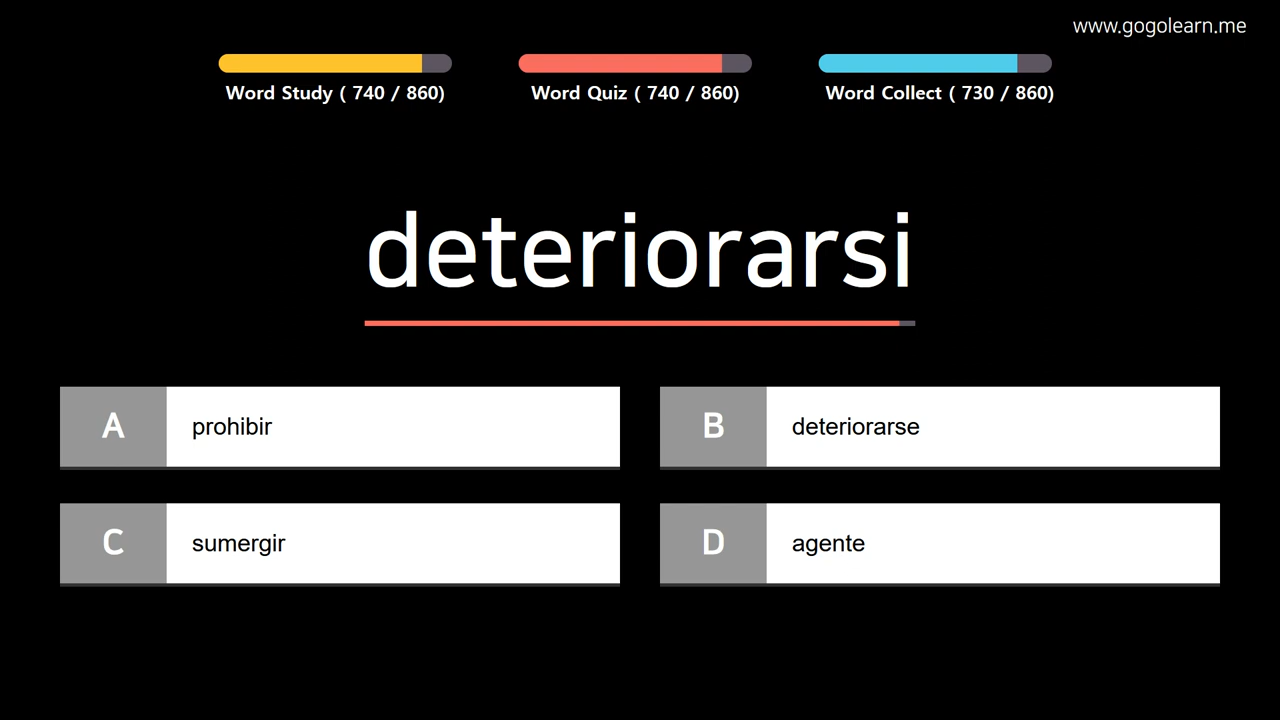 www.gogolearn.me
Word Study ( 740 / 860)
Word Quiz ( 740 / 860)
Word Collect ( 730 / 860)
deteriorarsi
A prohibir
B deteriorarse
C sumergir
D agente